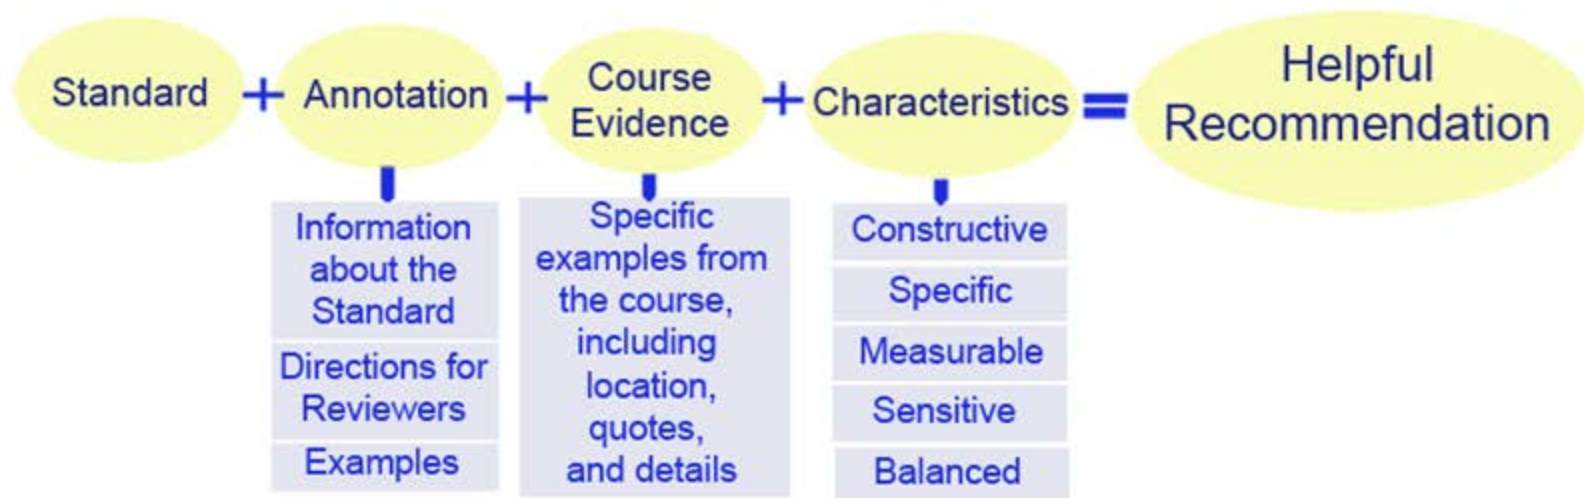 Standard + Annotation + Course Evidence + Characteristics = Helpful Recommendation
Information
about the
Standard
Directions for
Reviewers
Examples
Specific
examples from
the course,
including
location,
quotes,
and details
Constructive
Specific
Measurable
Sensitive
Balanced